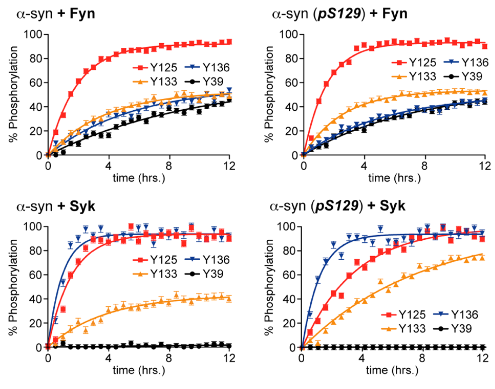 α-syn + Fyn
α-syn (pS129) + Fyn
% Phosphorylation
100
80
60
40
20
0
Y125 Y136
Y133 Y39
0 4 8 12
time (hrs.)
% Phosphorylation
100
80
60
40
20
0
Y125 Y136
Y133 Y39
0 4 8 12
time (hrs.)
α-syn + Syk
α-syn (pS129) + Syk
% Phosphorylation
100
80
60
40
20
0
Y125 Y136
Y133 Y39
0 4 8 12
time (hrs.)
% Phosphorylation
100
80
60
40
20
0
Y125 Y136
Y133 Y39
0 4 8 12
time (hrs.)